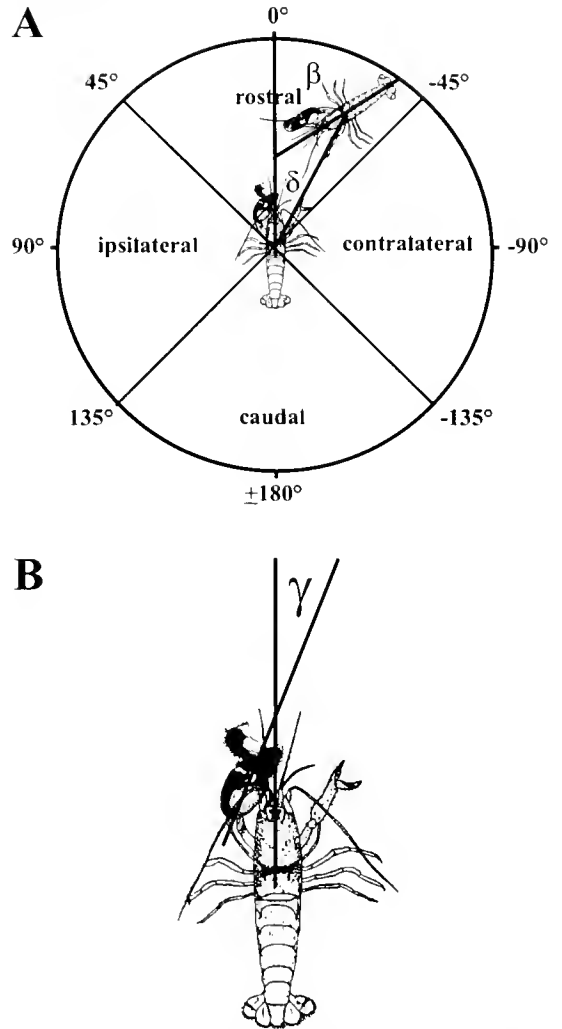 A
0°
45°
-45°
β
rostral
δ
90°
ipsilateral
contralateral
-90°
135°
caudal
-135°
±180°
B
γ